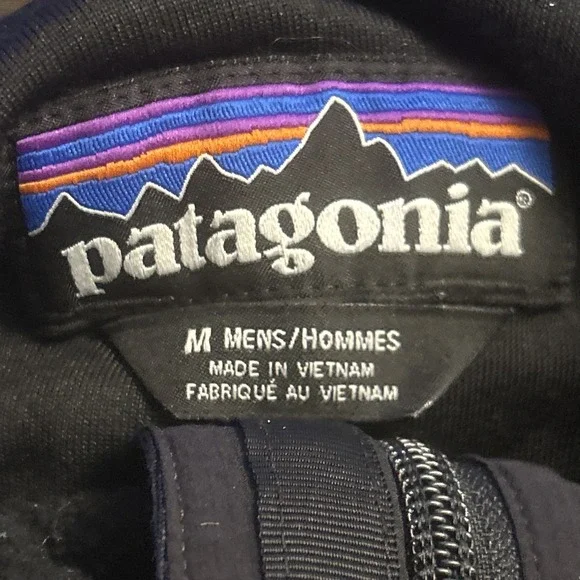 patagonia®
M MENS/HOMMES
MADE IN VIETNAM
FABRIQUÉ AU VIETNAM